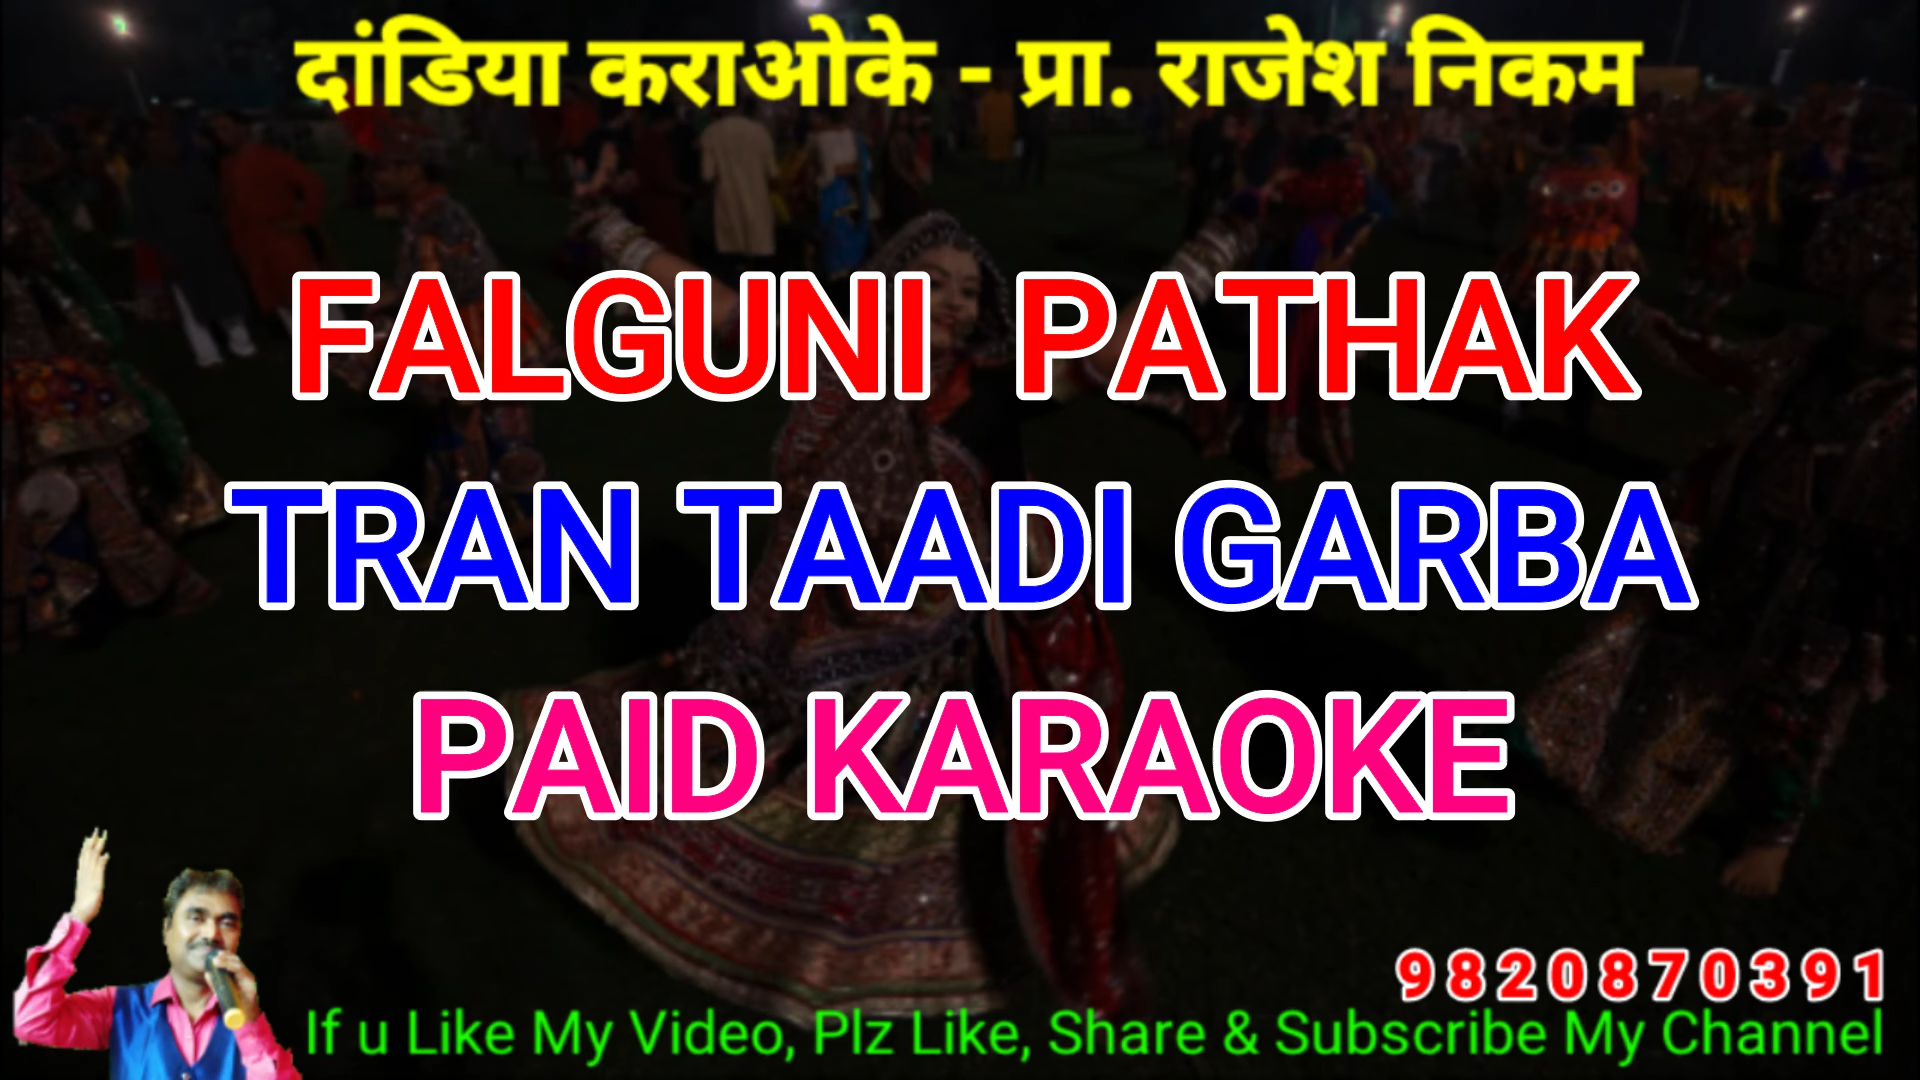 दांडिया कराओके - प्रा. राजेश निकम
FALGUNI PATHAK
TRAN TAADI GARBA
PAID KARAOKE
9820870391
If u Like My Video, Plz Like, Share & Subscribe My Channel